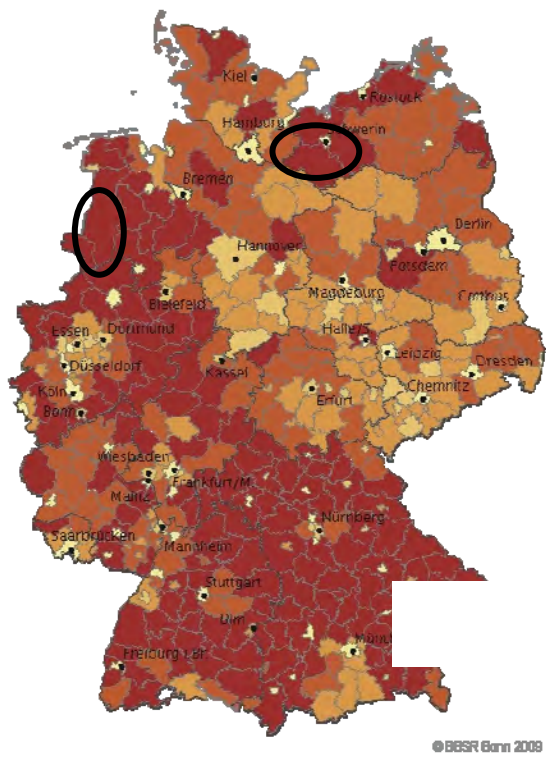 Kiel
Rostock
Hamburg
Schwerin
Bremen
Berlin
Hannover
Potsdam
Magdeburg
Bielefeld
Cottbus
Essen
Dortmund
Halle/S
Leipzig
Düsseldorf
Kassel
Dresden
Köln
Chemnitz
Erfurt
Bonn
Wiesbaden
Frankfurt/M.
Mainz
Nürnberg
Saarbrücken
Mannheim
Stuttgart
Ulm
Münc
Freiburg i.Br.
©BBSR Bonn 2009